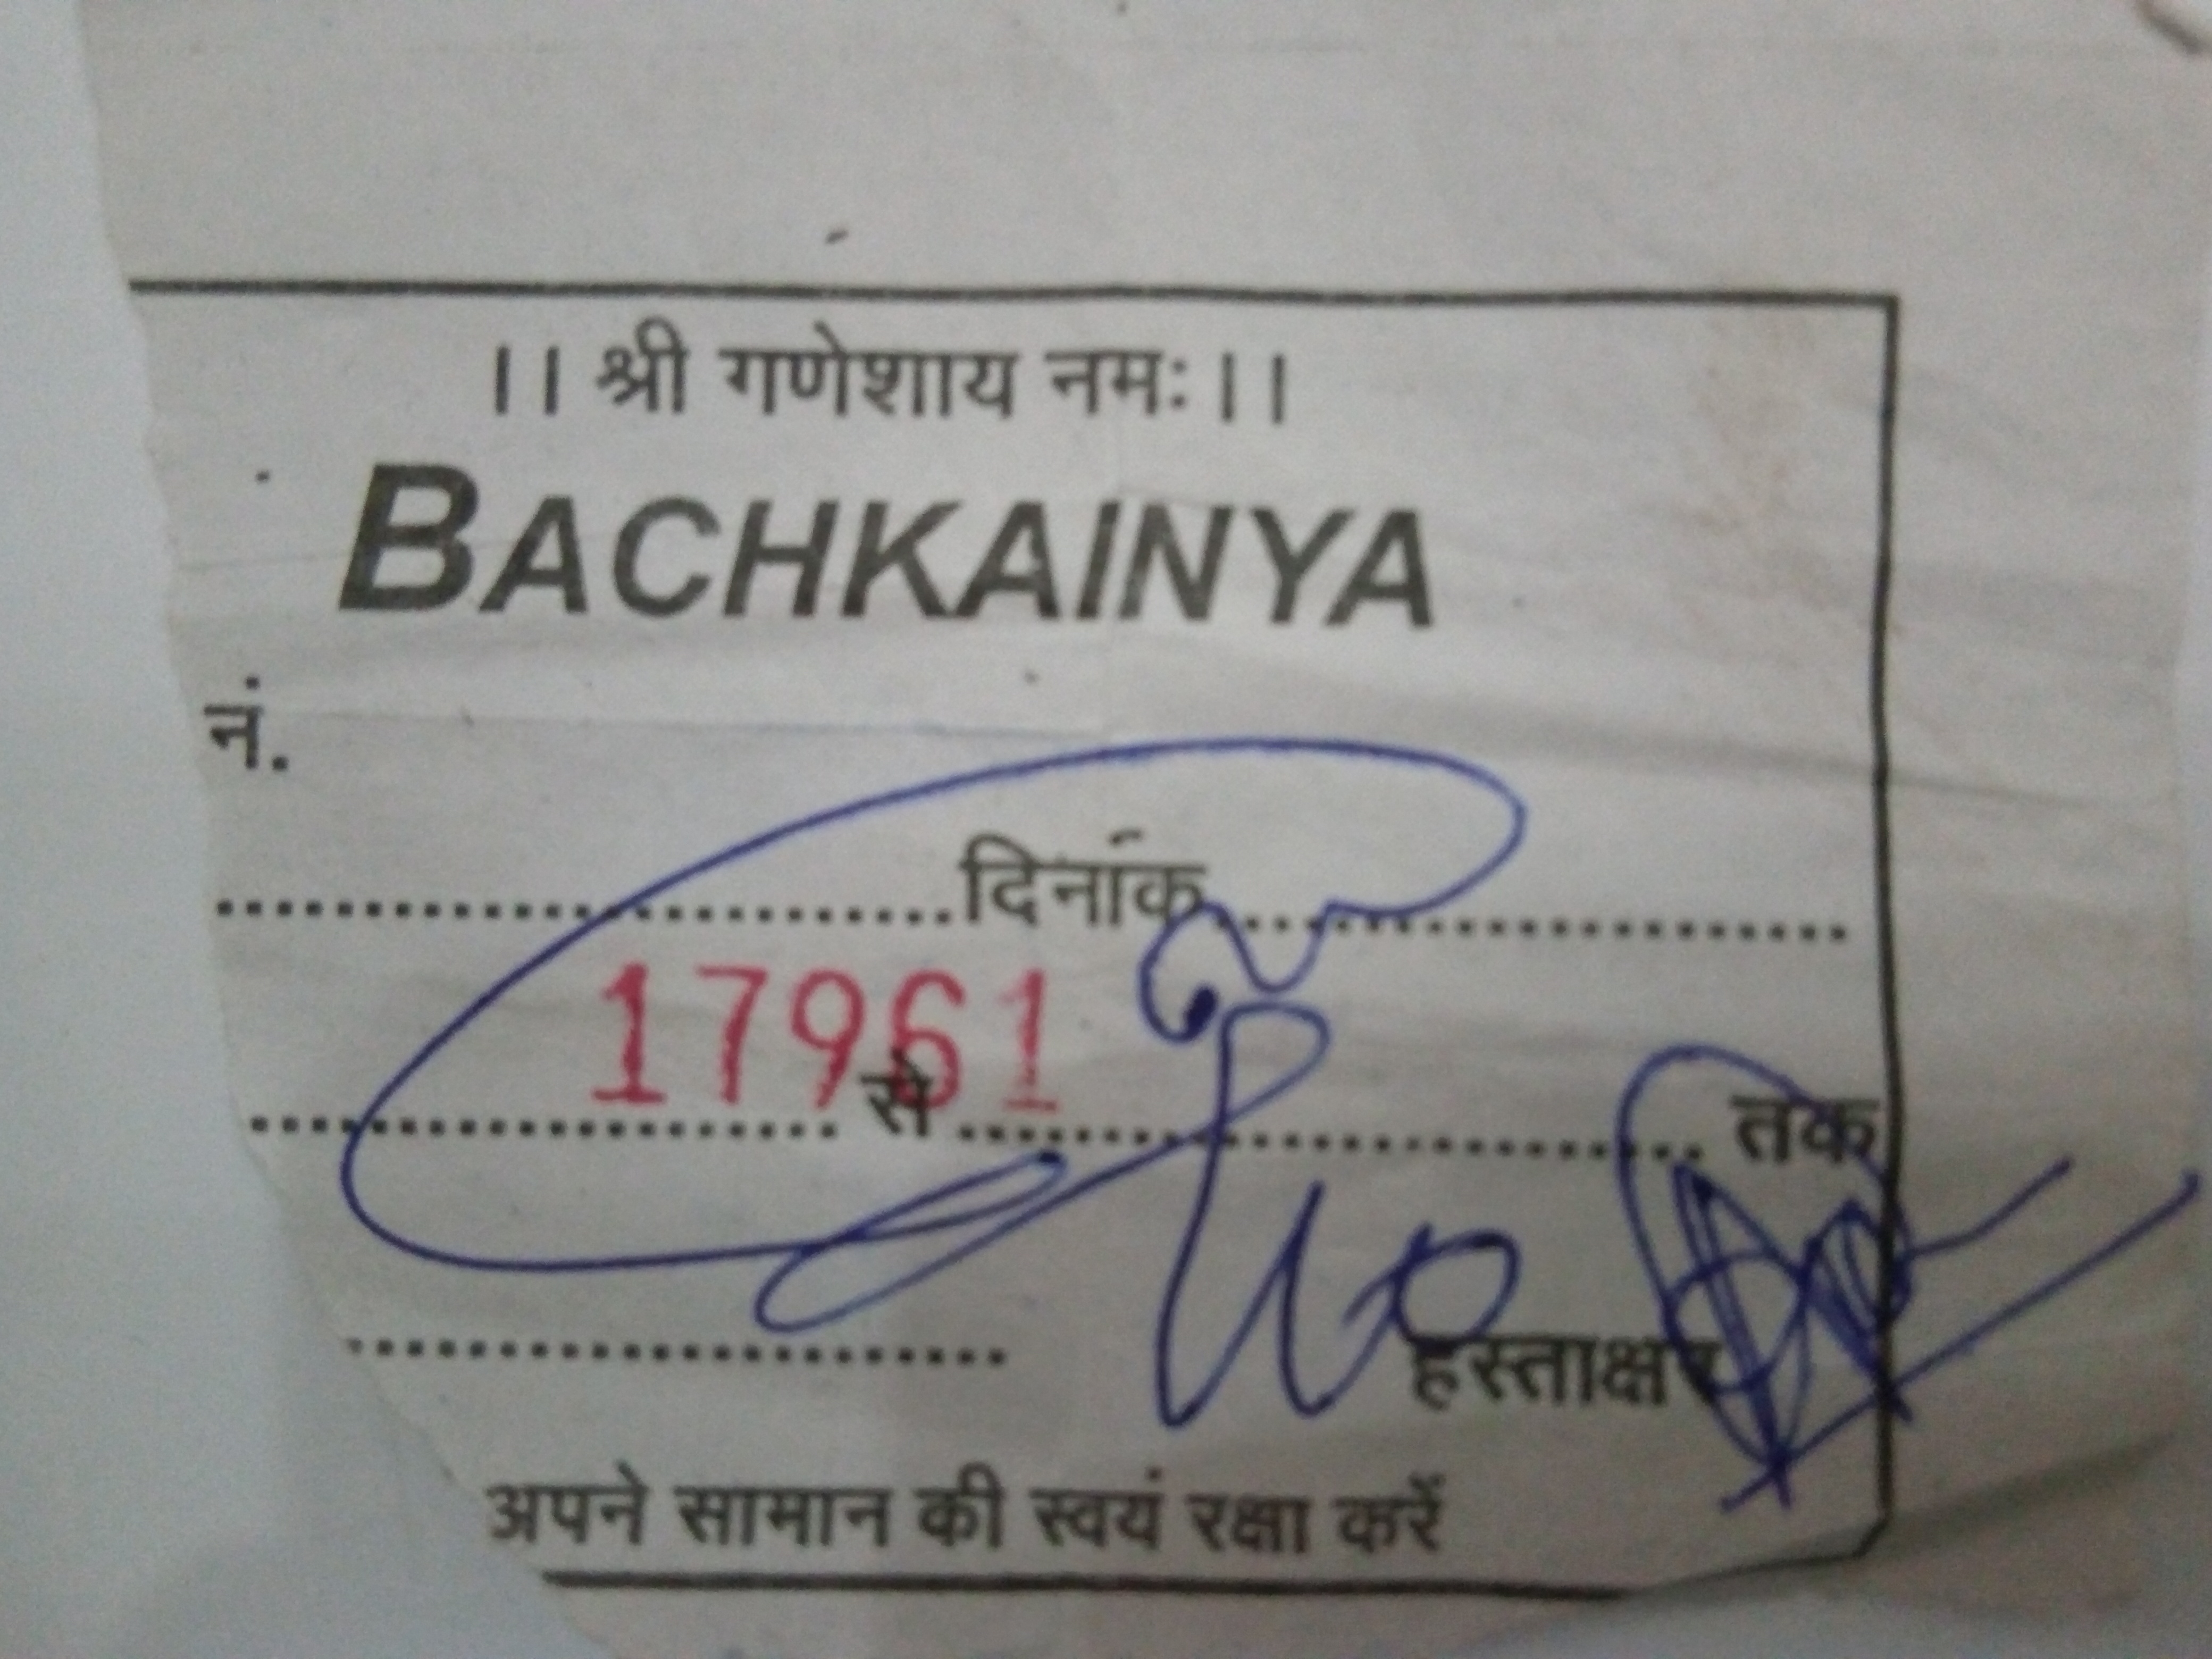 ।। श्री गणेशाय नमः।।
BACHKAINYA
नं.
........................दिनांक............................
17961
.................... से ......................... तक
......................
हस्ताक्षर
अपने सामान की स्वयं रक्षा करें